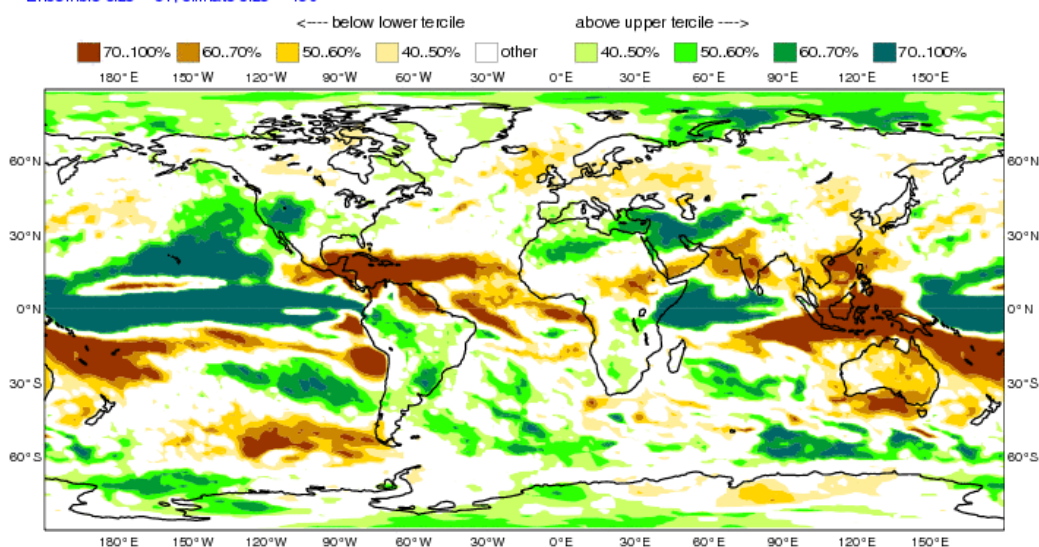 <---- below lower tercile above upper tercile ---->
70..100% 60..70% 50..60% 40..50% other 40..50% 50..60% 60..70% 70..100%
180°E 150°W 120°W 90°W 60°W 30°W 0°E 30°E 60°E 90°E 120°E 150°E
60°N 60°N
30°N 30°N
0°N 0°N
30°S 30°S
60°S 60°S
180°E 150°W 120°W 90°W 60°W 30°W 0°E 30°E 60°E 90°E 120°E 150°E